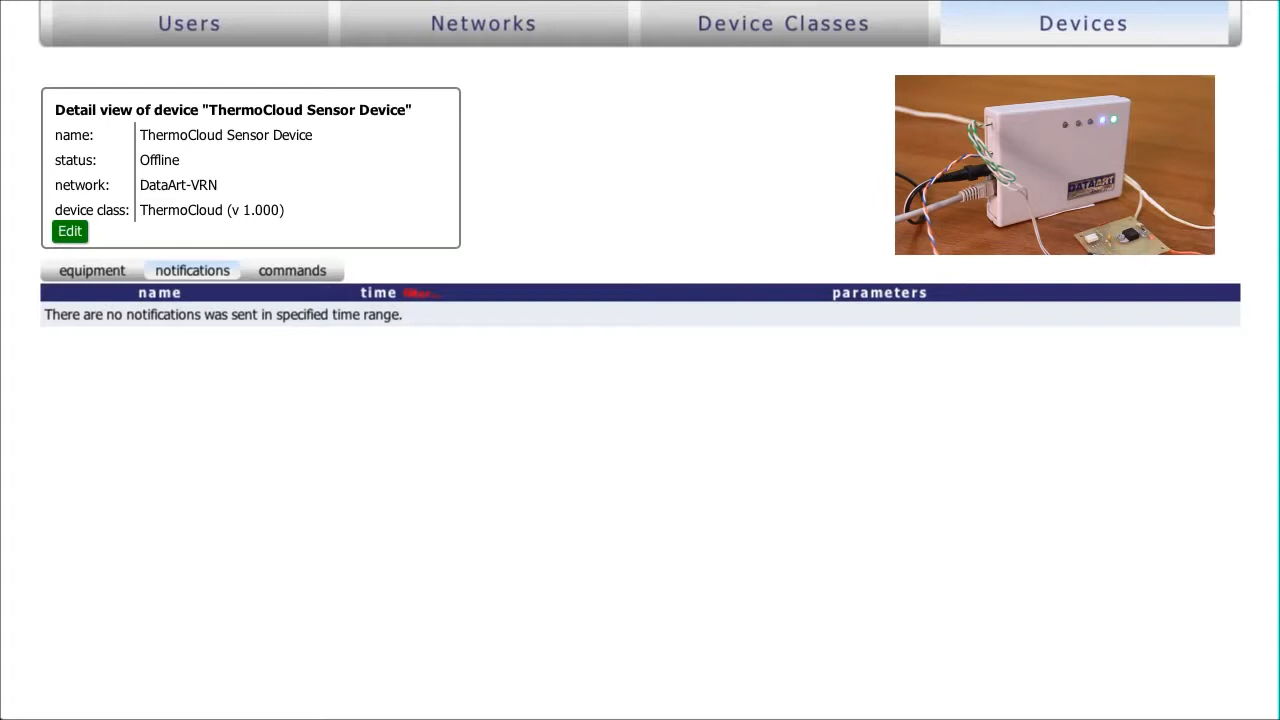 Users Networks Device Classes Devices
Detail view of device "ThermoCloud Sensor Device"
name: ThermoCloud Sensor Device
status: Offline
network: DataArt-VRN
device class: ThermoCloud (v 1.000)
Edit
DATAART
equipment notifications commands
name time filter... parameters
There are no notifications was sent in specified time range.